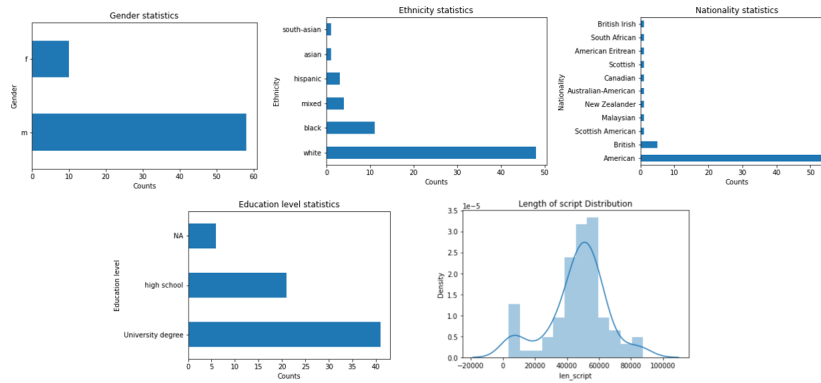 Gender statistics
f
m
Gender
0 10 20 30 40 50 60
Counts
Ethnicity statistics
south-asian
asian
hispanic
mixed
black
white
Ethnicity
0 10 20 30 40 50
Counts
Nationality statistics
British Irish
South African
American Eritrean
Scottish
Canadian
Australian-American
New Zealander
Malaysian
Scottish American
British
American
Nationality
0 10 20 30 40 50
Counts
Education level statistics
NA
high school
University degree
Education level
0 5 10 15 20 25 30 35 40
Counts
Length of script Distribution
1e-5
3.5
3.0
2.5
2.0
1.5
1.0
0.5
0.0
Density
−20000 0 20000 40000 60000 80000 100000
len_script